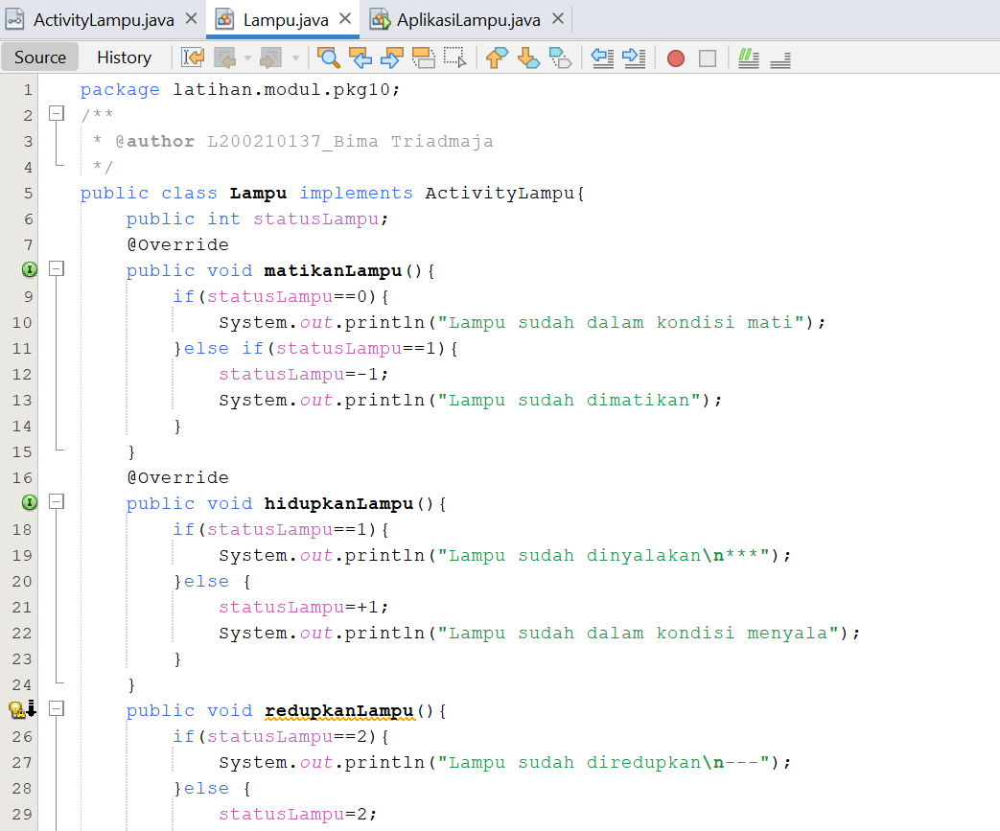 ActivityLampu.java Lampu.java AplikasiLampu.java
Source History
1 package latihan.modul.pkg10;
2 /**
3 * @author L200210137_Bima Triadmaja
4 */
5 public class Lampu implements ActivityLampu{
6 public int statusLampu;
7 @Override
public void matikanLampu(){
9 if(statusLampu==0){
10 System.out.println("Lampu sudah dalam kondisi mati");
11 }else if(statusLampu==1){
12 statusLampu=-1;
13 System.out.println("Lampu sudah dimatikan");
14 }
15 }
16 @Override
public void hidupkanLampu(){
18 if(statusLampu==1){
19 System.out.println("Lampu sudah dinyalakan\n***");
20 }else {
21 statusLampu=+1;
22 System.out.println("Lampu sudah dalam kondisi menyala");
23 }
24 }
public void redupkanLampu(){
26 if(statusLampu==2){
27 System.out.println("Lampu sudah diredupkan\n---");
28 }else {
29 statusLampu=2;